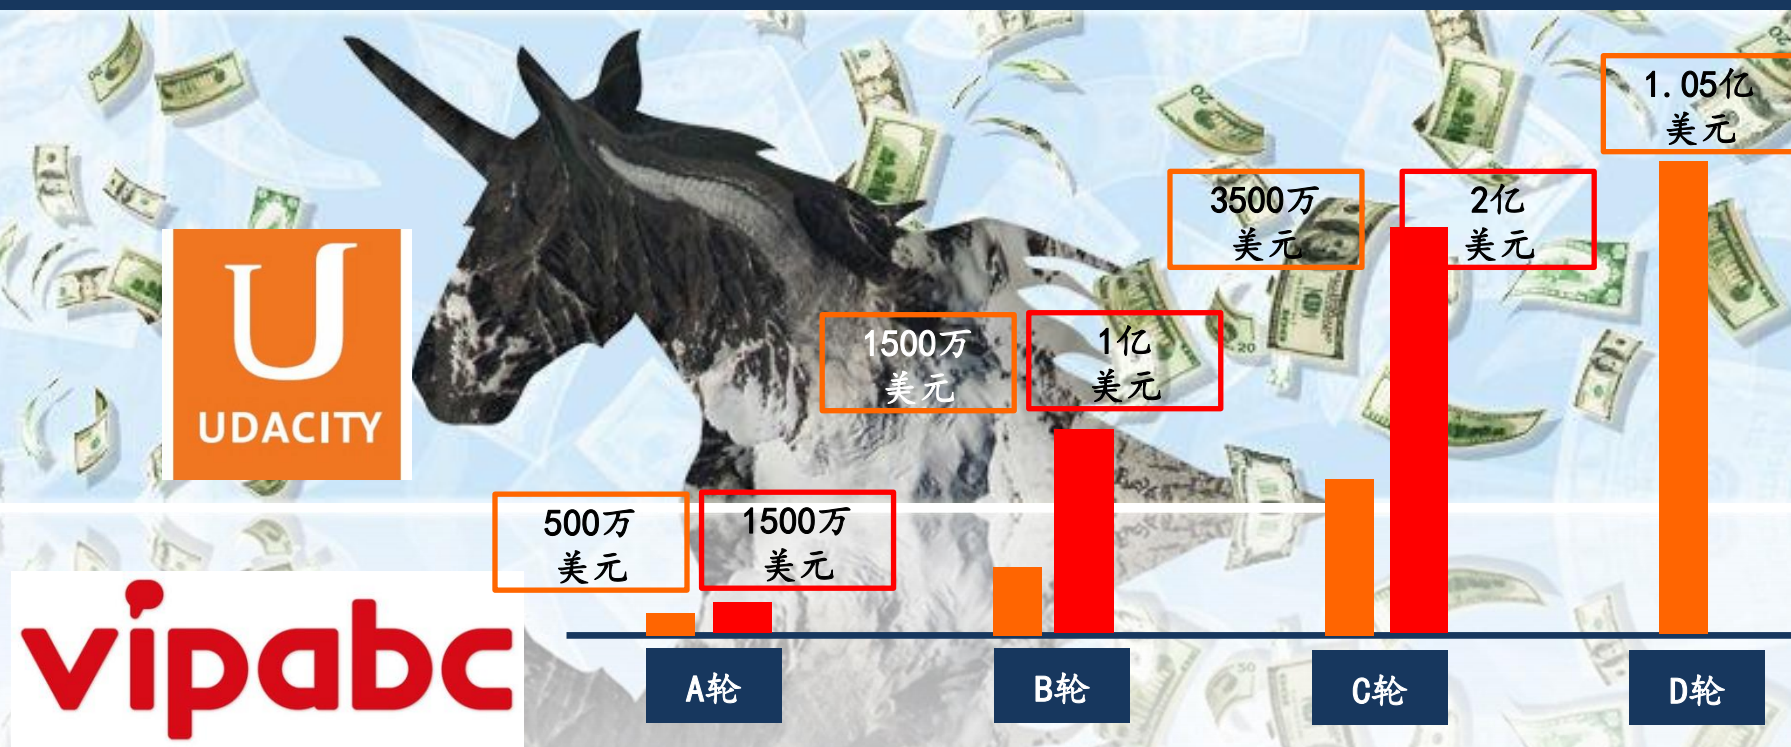 1.05亿
美元
3500万
美元
2亿
美元
1500万
美元
1亿
美元
UDACITY
500万
美元
1500万
美元
vipabc
A轮
B轮
C轮
D轮